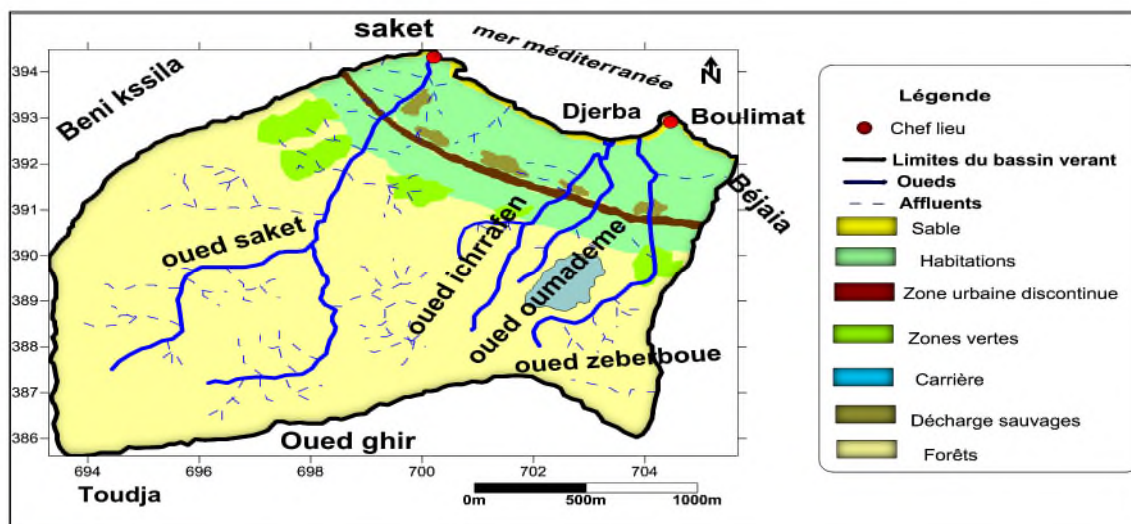 saket
mer méditerranée
N
Beni kssila
Djerba
Boulimat
Béjaia
oued saket
oued ichrrafen
oued oumademe
oued zeberboue
Oued ghir
Toudja
394
393
392
391
390
389
388
387
386
694
696
698
700
702
704
0m
500m
1000m
Légende
Chef lieu
Limites du bassin verant
Oueds
Affluents
Sable
Habitations
Zone urbaine discontinue
Zones vertes
Carrière
Décharge sauvages
Forêts